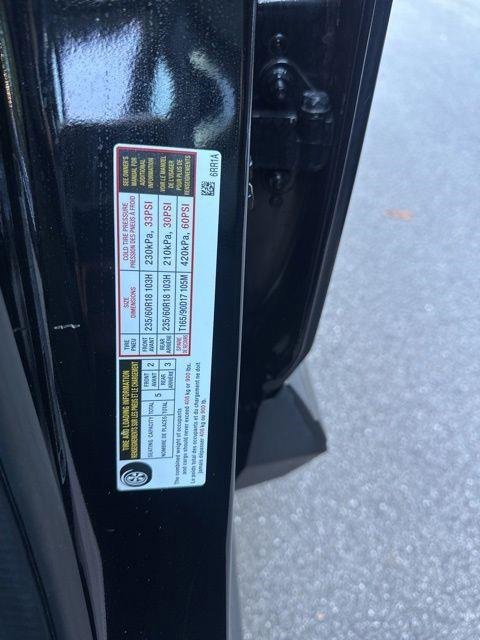 TIRE AND LOADING INFORMATION
RENSEIGNEMENTS SUR LES PNEUS ET LE CHARGEMENT
SEATING CAPACITY TOTAL 5 FRONT AVANT 2
NOMBRE DE PLACES TOTAL REAR ARRIÈRE 3
The combined weight of occupants
and cargo should never exceed 408 kg or 900 lbs.
Le poids total des occupants et du chargement ne doit
jamais dépasser 408 kg or 900 lb.
TIRE PNEU
SIZE DIMENSIONS
COLD TIRE PRESSURE
PRESSION DES PNEUS À FROID
FRONT AVANT 235/60R18 103H 230kPa, 33PSI
REAR ARRIÈRE 235/60R18 103H 210kPa, 30PSI
SPARE DE SECOURS T165/90D17 105M 420kPa, 60PSI
SEE OWNER'S
MANUAL FOR
ADDITIONAL
INFORMATION
VOIR LE MANUEL
DE L'USAGER
POUR PLUS DE
RENSEIGNEMENTS
6RR1A